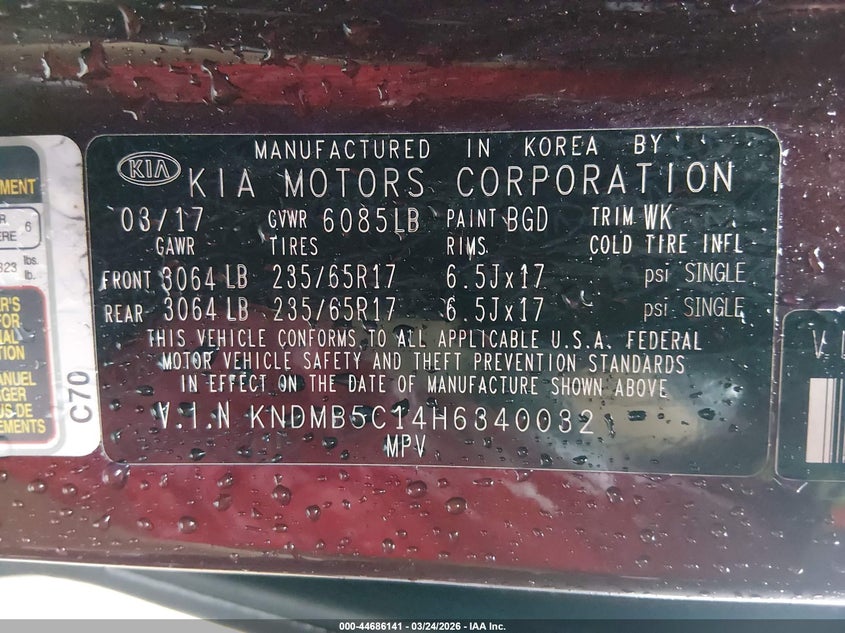 MANUFACTURED IN KOREA BY
KIA KIA MOTORS CORPORATION
03/17 GVWR 6085LB PAINT BGD TRIM WK
GAWR TIRES RIMS COLD TIRE INFL
FRONT 3064 LB 235/65R17 6.5Jx17 psi SINGLE
REAR 3064 LB 235/65R17 6.5Jx17 psi SINGLE
THIS VEHICLE CONFORMS TO ALL APPLICABLE U.S.A. FEDERAL
MOTOR VEHICLE SAFETY AND THEFT PREVENTION STANDARDS
IN EFFECT ON THE DATE OF MANUFACTURE SHOWN ABOVE
V.I.N KNDMB5C14H6340032
MPV
6
lbs.
lb.
C70
000-44686141 - 03/24/2026 - IAA Inc.